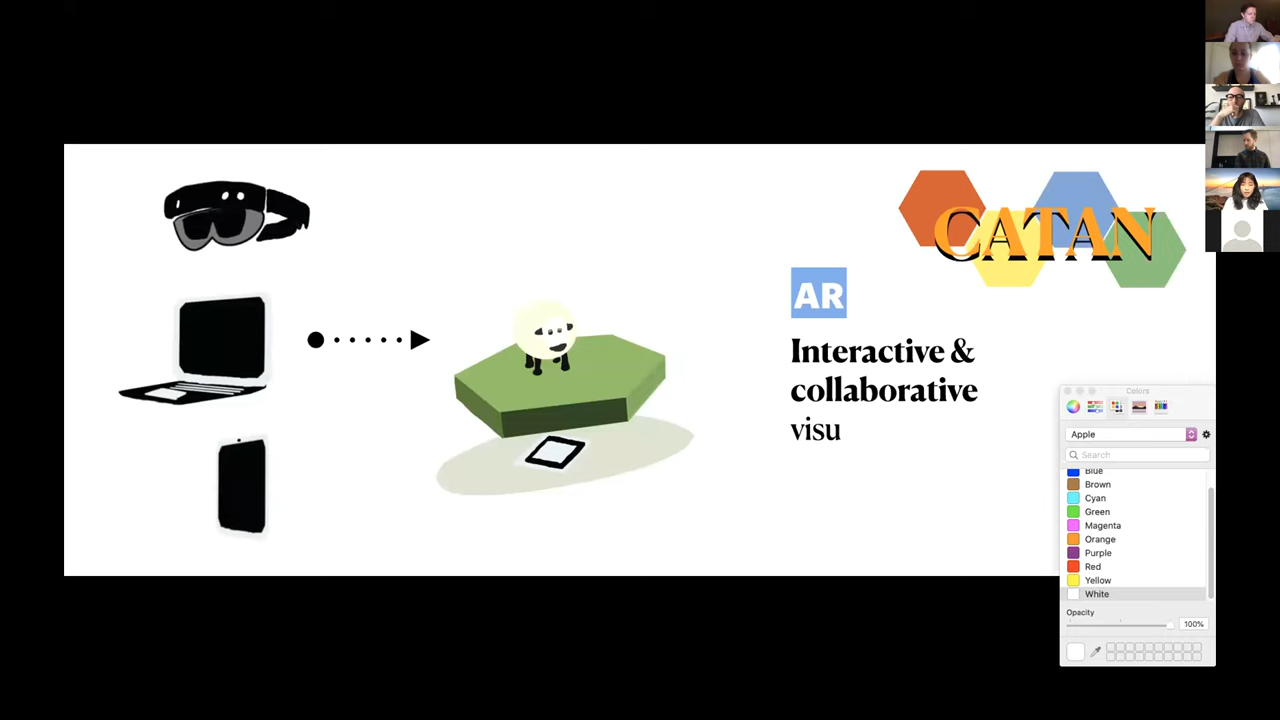 CATAN
AR
Interactive &
collaborative
visu
Colors
Apple
Search
Blue
Brown
Cyan
Green
Magenta
Orange
Purple
Red
Yellow
White
Opacity
100%